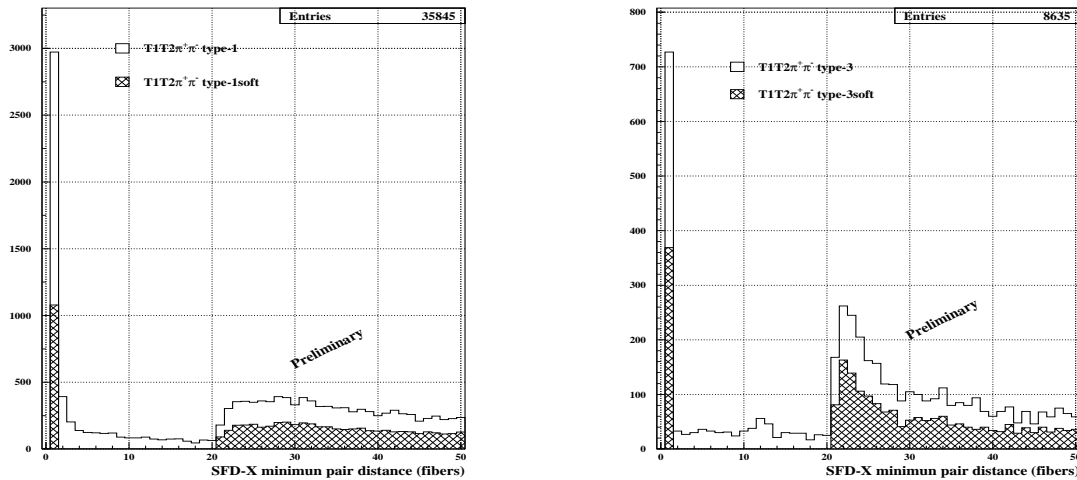 Entries 35845
3000
2500
2000
1500
1000
500
0
T1T2π⁺π⁻ type-1
T1T2π⁺π⁻ type-1soft
Preliminary
0 10 20 30 40 50
SFD-X minimun pair distance (fibers)
Entries 8635
800
700
600
500
400
300
200
100
0
T1T2π⁺π⁻ type-3
T1T2π⁺π⁻ type-3soft
Preliminary
0 10 20 30 40 50
SFD-X minimun pair distance (fibers)